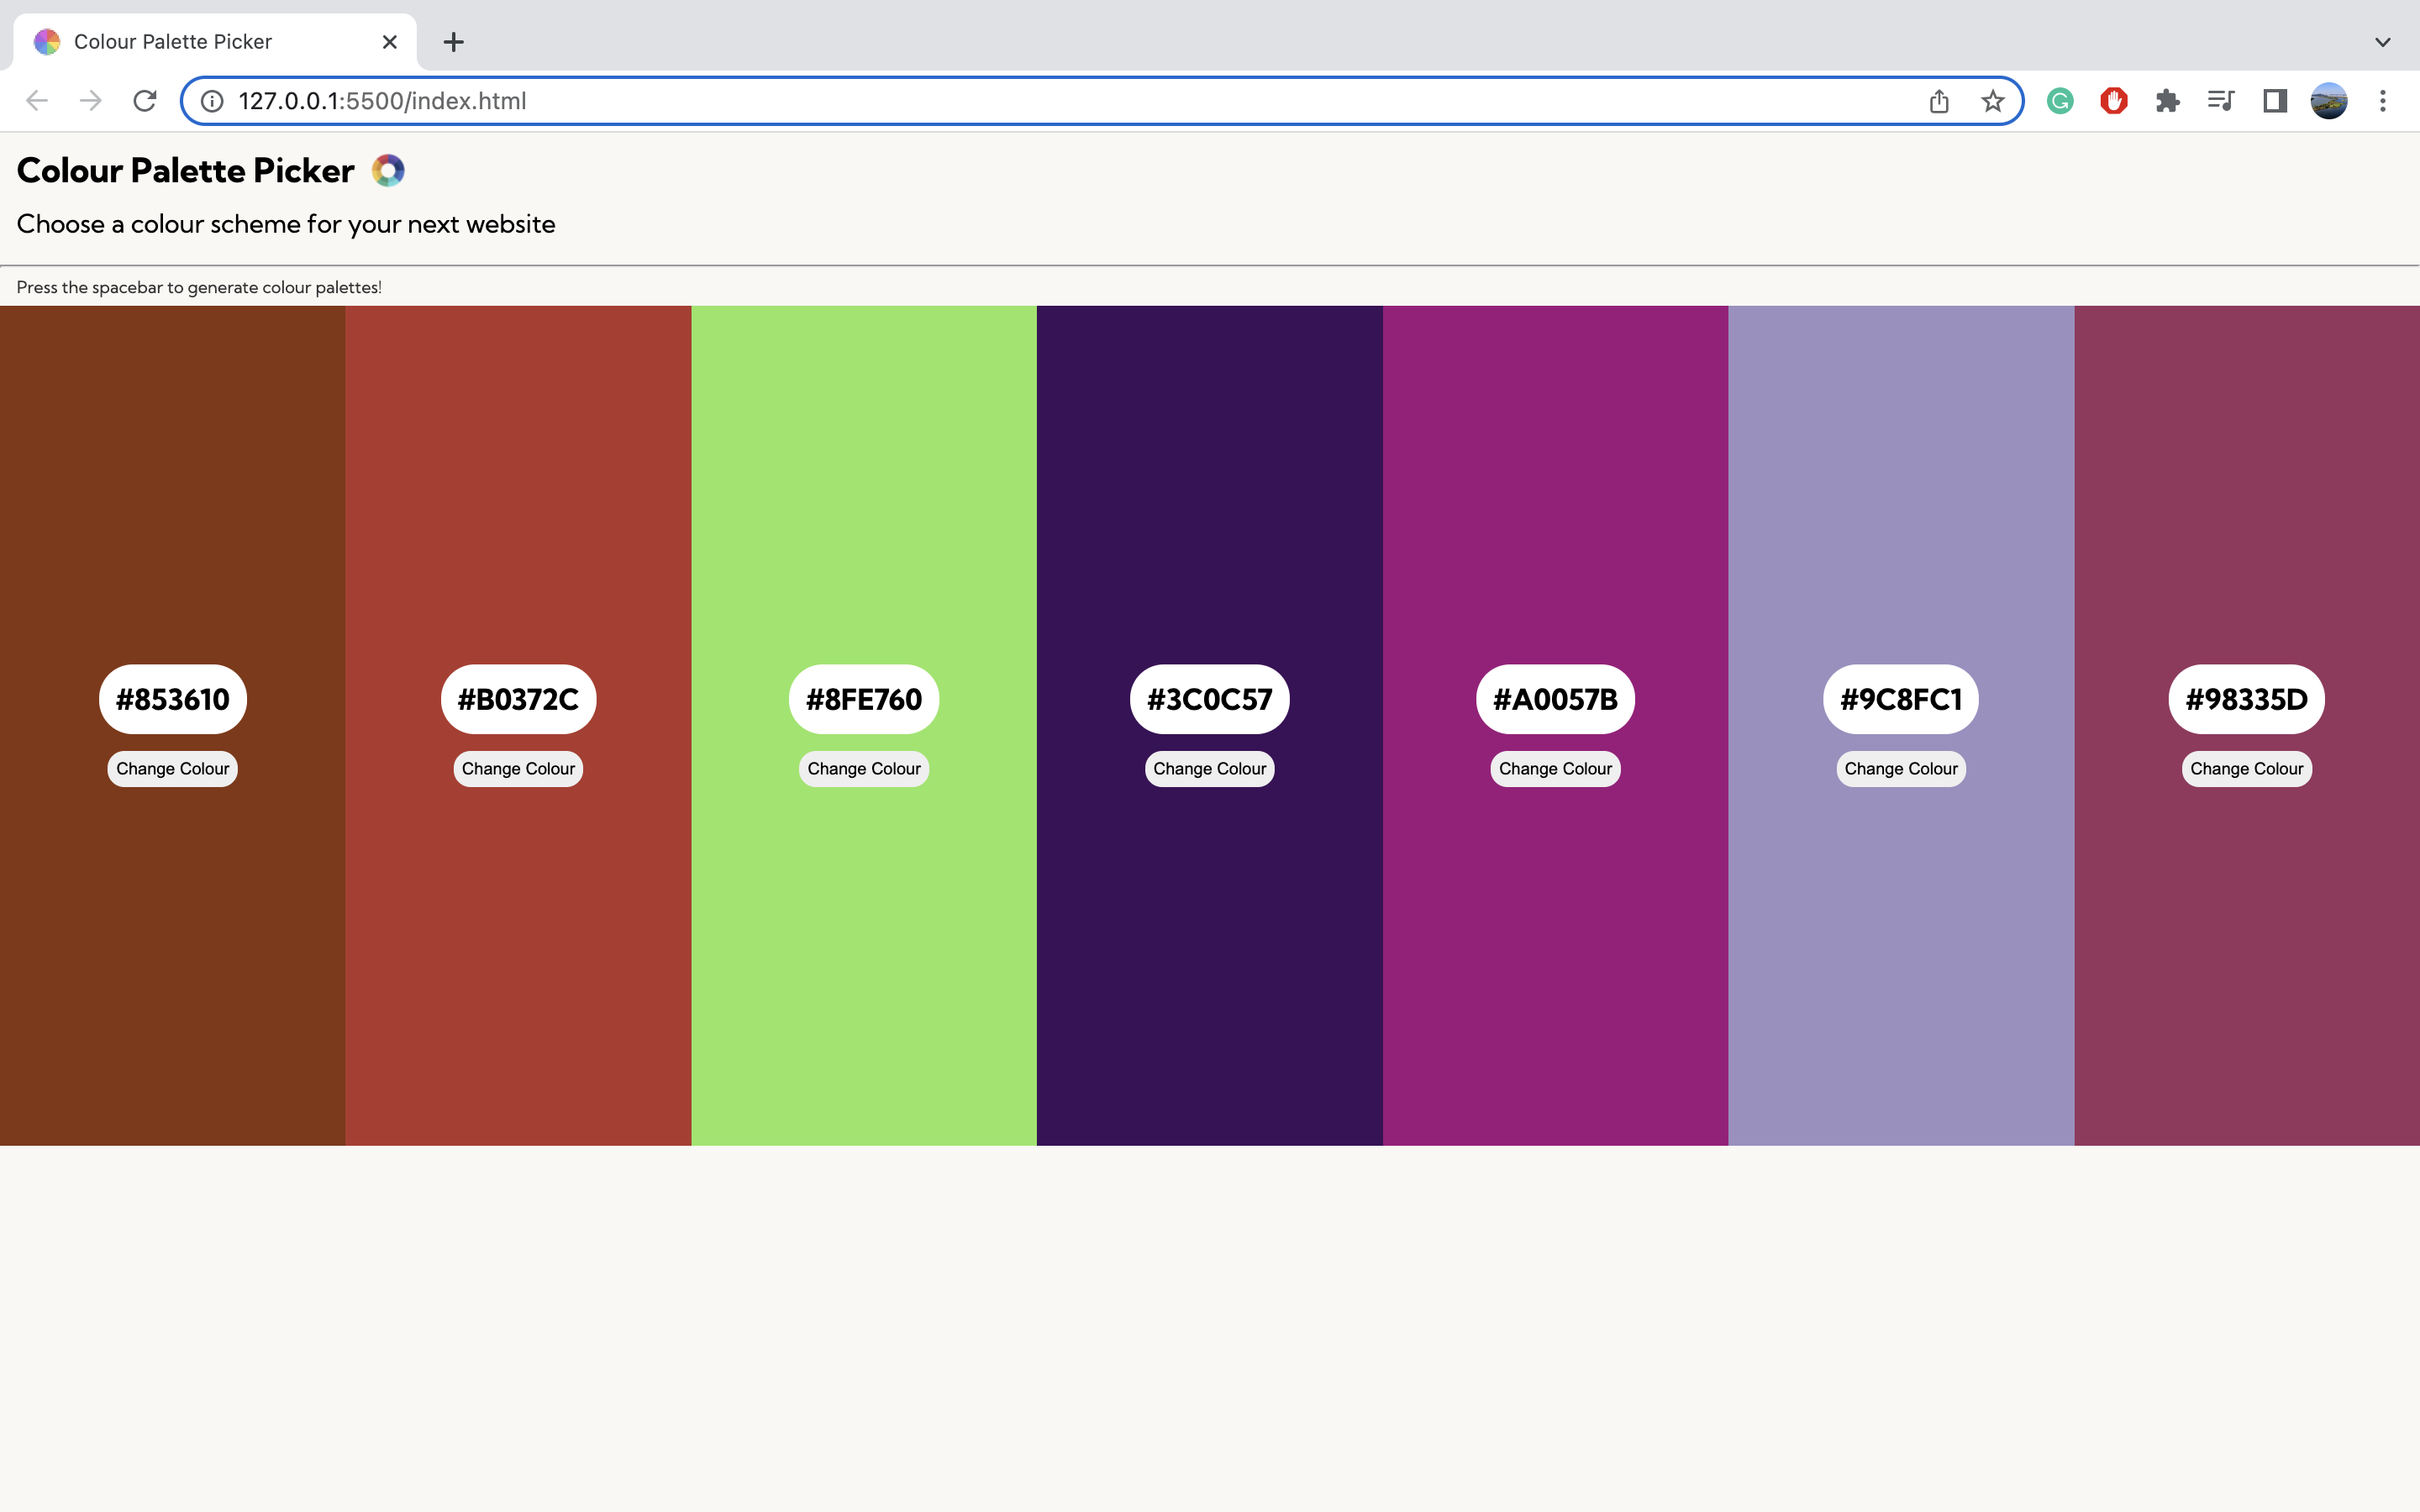 Colour Palette Picker
127.0.0.1:5500/index.html
Colour Palette Picker
Choose a colour scheme for your next website
Press the spacebar to generate colour palettes!
#853610
#B0372C
#8FE760
#3C0C57
#A0057B
#9C8FC1
#98335D
Change Colour
Change Colour
Change Colour
Change Colour
Change Colour
Change Colour
Change Colour